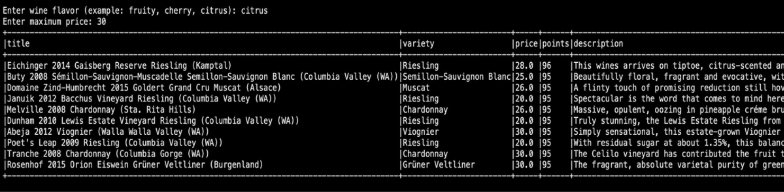 Enter wine flavor (example: fruity, cherry, citrus): citrus
Enter maximum price: 30
|title |variety |price|points|description
|Eichinger 2014 Gaisberg Reserve Riesling (Kamptal) |Riesling |28.0 |96 |This wines arrives on tiptoe, citrus-scented an
|Buty 2008 Sémillon-Sauvignon-Muscadelle Semillon-Sauvignon Blanc (Columbia Valley (WA))|Semillon-Sauvignon Blanc|25.0 |95 |Beautifully floral, fragrant and evocative, wit
|Domaine Zind-Humbrecht 2015 Goldert Grand Cru Muscat (Alsace) |Muscat |26.0 |95 |A flinty touch of promising reduction still hov
|Januik 2012 Bacchus Vineyard Riesling (Columbia Valley (WA)) |Riesling |20.0 |95 |Spectacular is the word that comes to mind here
|Melville 2008 Chardonnay (Sta. Rita Hills) |Chardonnay |26.0 |95 |Massive, opulent, oozing in pineapple créme bru
|Dunham 2010 Lewis Estate Vineyard Riesling (Columbia Valley (WA)) |Riesling |20.0 |95 |Truly stunning, the Lewis Estate Riesling from
|Abeja 2012 Viognier (Walla Walla Valley (WA)) |Viognier |30.0 |95 |Simply sensational, this estate-grown Viognier
|Poet's Leap 2009 Riesling (Columbia Valley (WA)) |Riesling |20.0 |95 |With residual sugar at about 1.35%, this balanc
|Tranche 2008 Chardonnay (Columbia Gorge (WA)) |Chardonnay |30.0 |95 |The Celilo vineyard has contributed the fruit t
|Rosenhof 2015 Orion Eiswein Grüner Veltliner (Burgenland) |Grüner Veltliner |30.0 |95 |The fragrant, absolute varietal purity of green